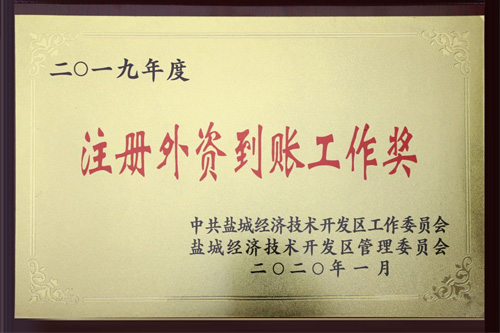 二〇一九年度
注册外资到账工作奖
中共盐城经济技术开发区工作委员会
盐城经济技术开发区管理委员会
二〇二〇年一月